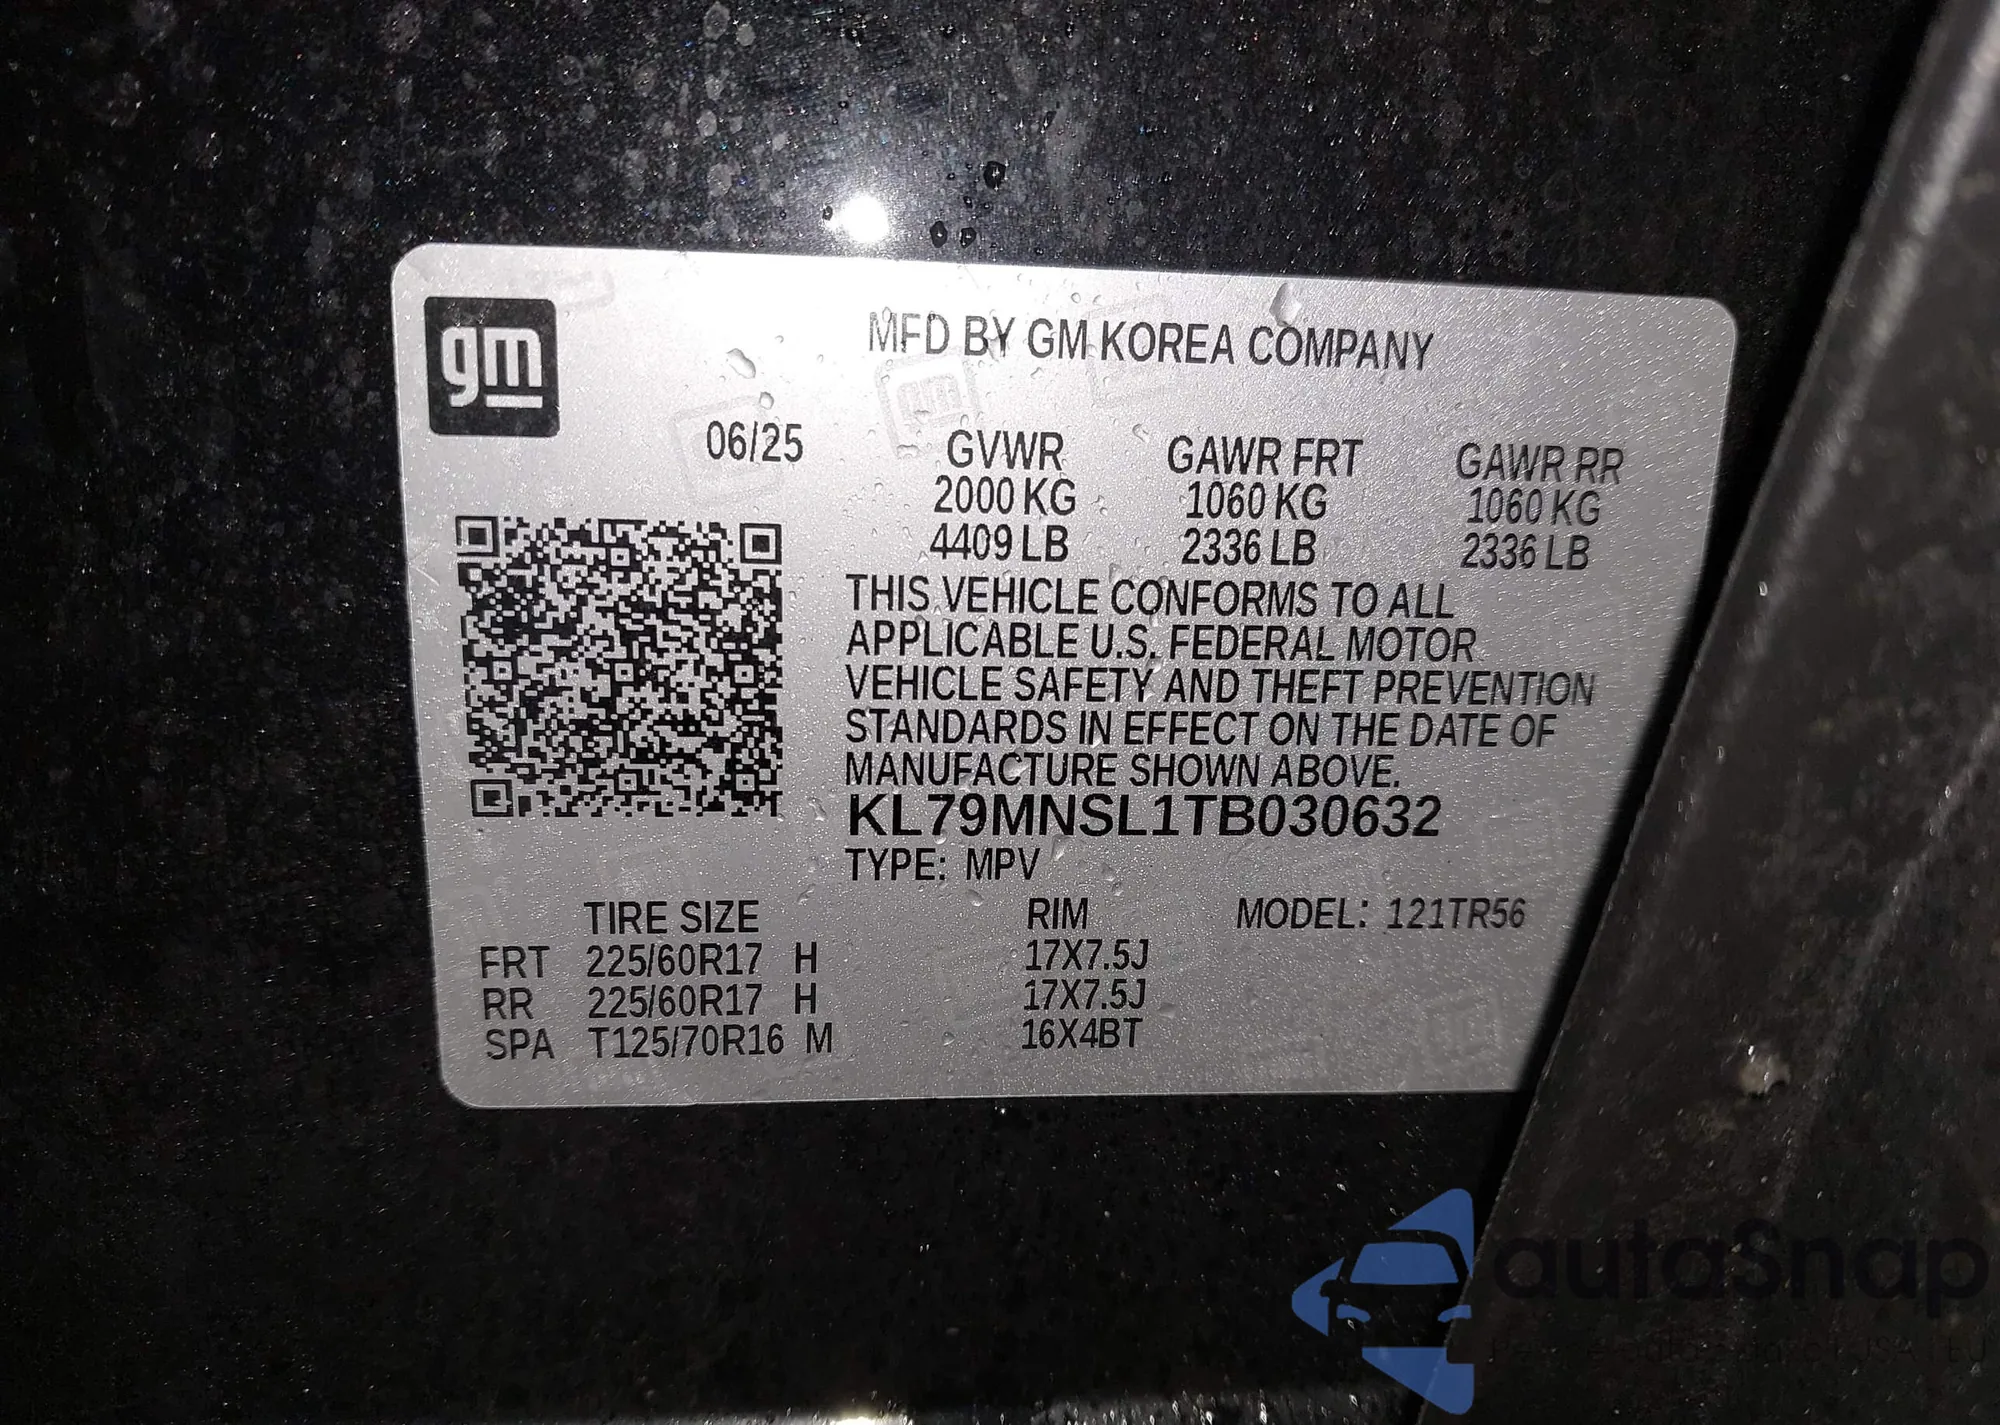 gm
MFD BY GM KOREA COMPANY
06/25
GVWR GAWR FRT GAWR RR
2000 KG 1060 KG 1060 KG
4409 LB 2336 LB 2336 LB
THIS VEHICLE CONFORMS TO ALL
APPLICABLE U.S. FEDERAL MOTOR
VEHICLE SAFETY AND THEFT PREVENTION
STANDARDS IN EFFECT ON THE DATE OF
MANUFACTURE SHOWN ABOVE.
KL79MNSL1TB030632
TYPE: MPV
TIRE SIZE RIM MODEL: 121TR56
FRT 225/60R17 H 17X7.5J
RR 225/60R17 H 17X7.5J
SPA T125/70R16 M 16X4BT
autaSnap